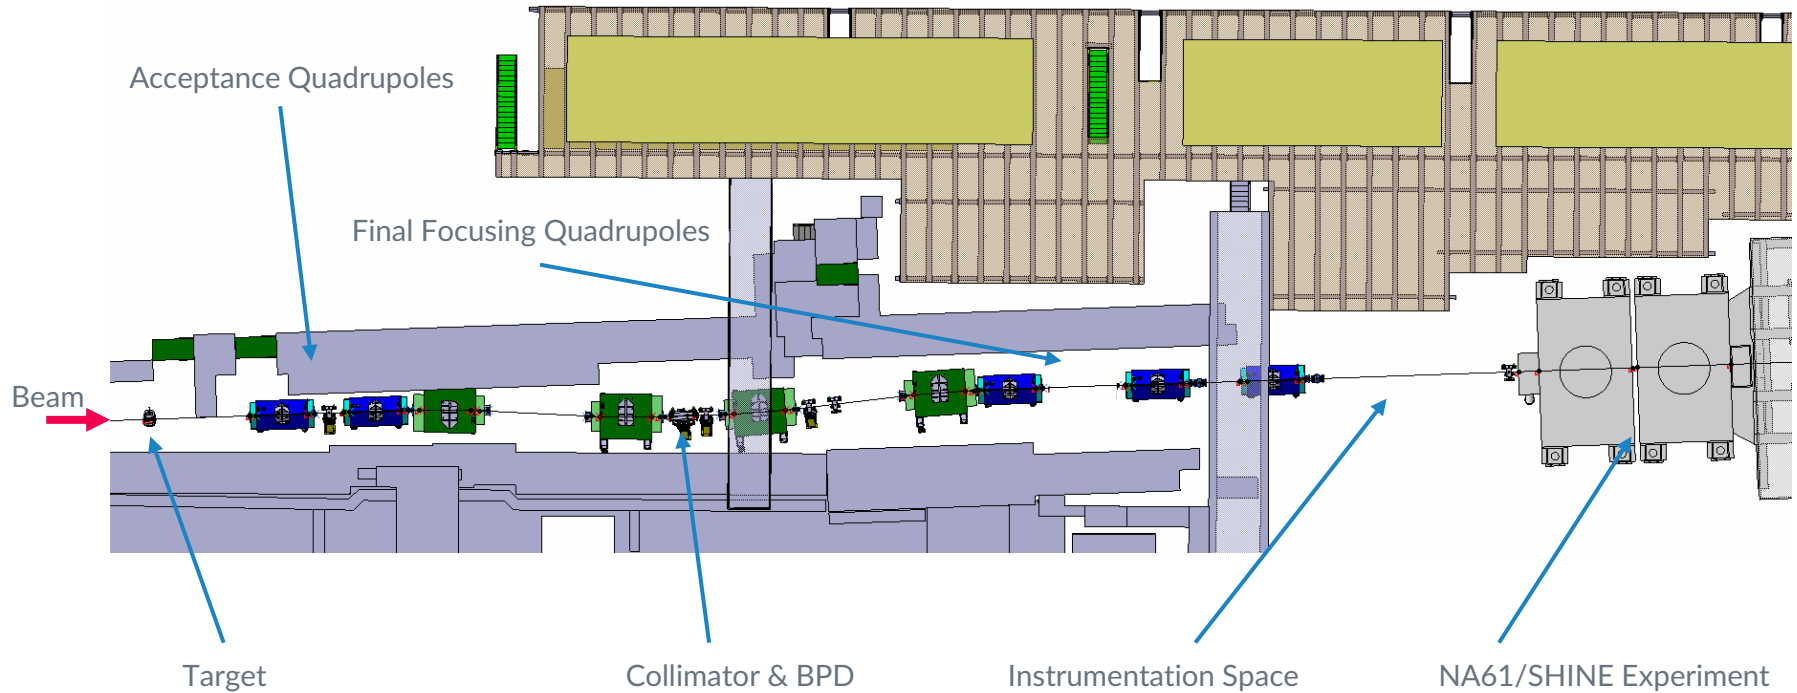 Acceptance Quadrupoles
Final Focusing Quadrupoles
Beam
Target
Collimator & BPD
Instrumentation Space
NA61/SHINE Experiment